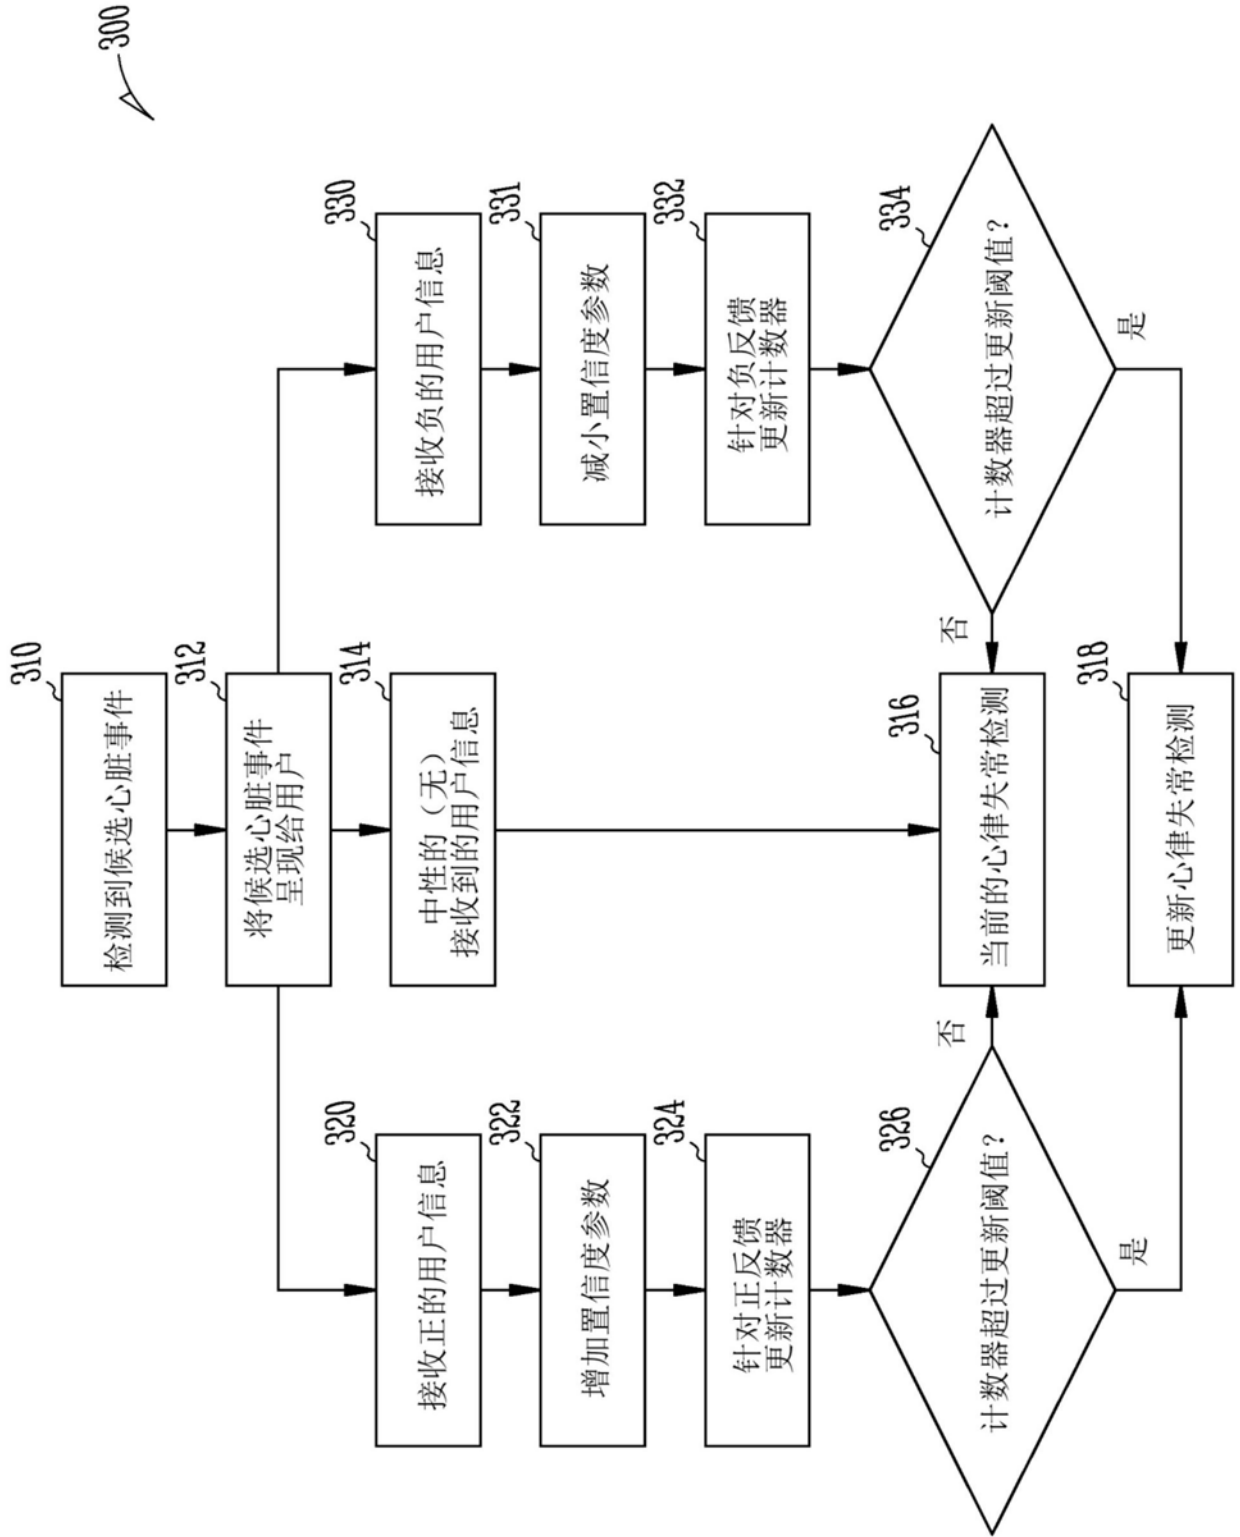 300
310
检测到候选心脏事件
312
将候选心脏事件
呈现给用户
314
中性的（无）
接收到的用户信息
320
接收正的用户信息
322
增加置信度参数
324
针对正反馈
更新计数器
326
计数器超过更新阈值？
否
是
330
接收负的用户信息
331
减小置信度参数
332
针对负反馈
更新计数器
334
计数器超过更新阈值？
否
是
316
当前的心律失常检测
318
更新心律失常检测